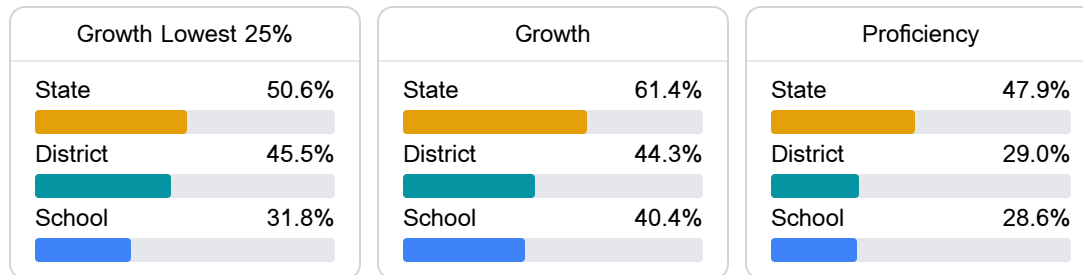 Growth Lowest 25%
State 50.6%
District 45.5%
School 31.8%
Growth
State 61.4%
District 44.3%
School 40.4%
Proficiency
State 47.9%
District 29.0%
School 28.6%